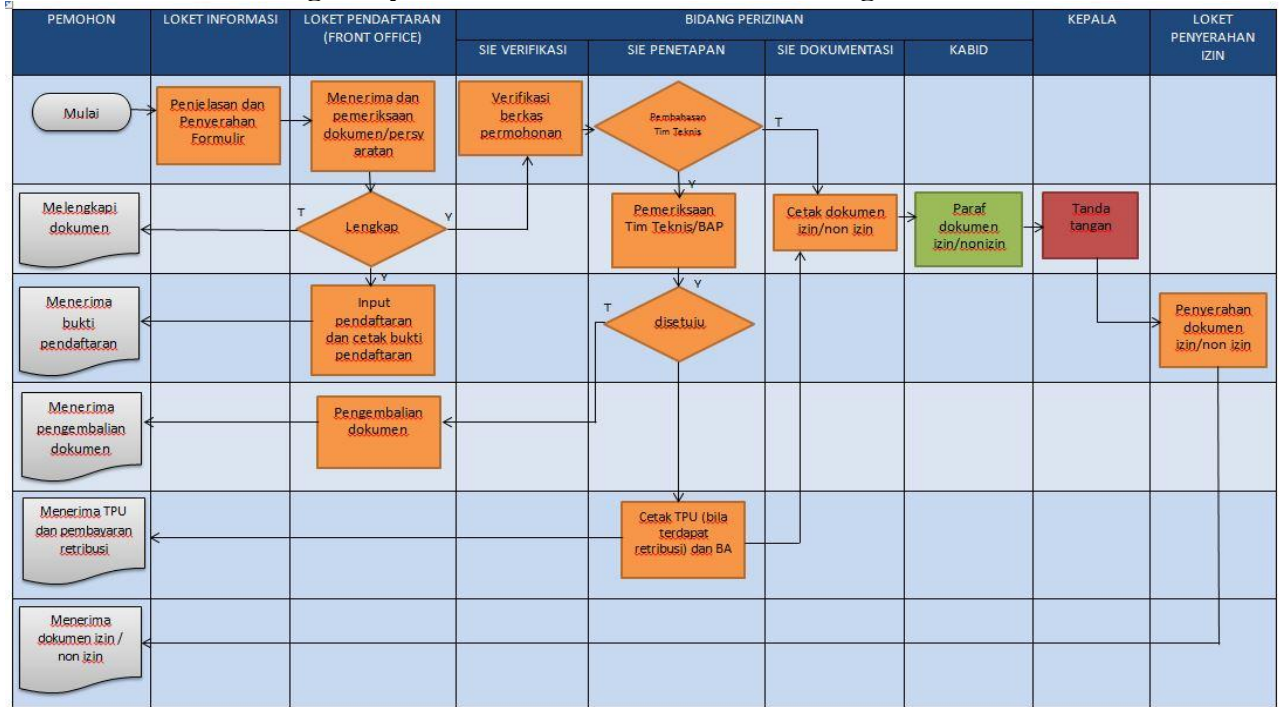 PEMOHON
LOKET INFORMASI
LOKET PENDAFTARAN
(FRONT OFFICE)
BIDANG PERIZINAN
KEPALA
LOKET
PENYERAHAN
IZIN
SIE VERIFIKASI
SIE PENETAPAN
SIE DOKUMENTASI
KABID
Mulai
Penjelasan dan
Penyerahan
Formulir
Menerima dan
pemeriksaan
dokumen/persy
aratan
Verifikasi
berkas
permohonan
Pembahasan
Tim Teknis
T
Y
Melengkapi
dokumen
T
Lengkap
Y
Y
Pemeriksaan
Tim Teknis/BAP
Cetak dokumen
izin/non izin
Paraf
dokumen
izin/nonizin
Tanda
tangan
Menerima
bukti
pendaftaran
Input
pendaftaran
dan cetak bukti
pendaftaran
T
Y
disetuju
Penyerahan
dokumen
izin/non izin
Menerima
pengembalian
dokumen
Pengembalian
dokumen
Menerima TPU
dan pembayaran
retribusi
Cetak TPU (bila
terdapat
retribusi) dan BA
Menerima
dokumen izin /
non izin